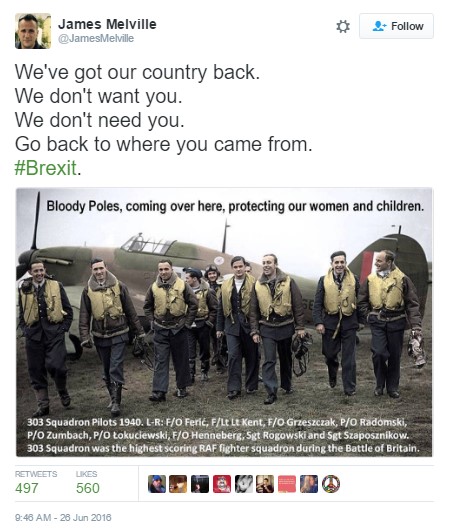 James Melville
@JamesMelville
Follow
We've got our country back.
We don't want you.
We don't need you.
Go back to where you came from.
#Brexit.
Bloody Poles, coming over here, protecting our women and children.
303 Squadron Pilots 1940. L-R: F/O Ferić, F/Lt Lt Kent, F/O Grzeszczak, P/O Radomski,
P/O Zumbach, P/O Łokuciewski, F/O Henneberg, Sgt Rogowski and Sgt Szaposznikow.
303 Squadron was the highest scoring RAF fighter squadron during the Battle of Britain.
RETWEETS LIKES
497 560
9:46 AM - 26 Jun 2016